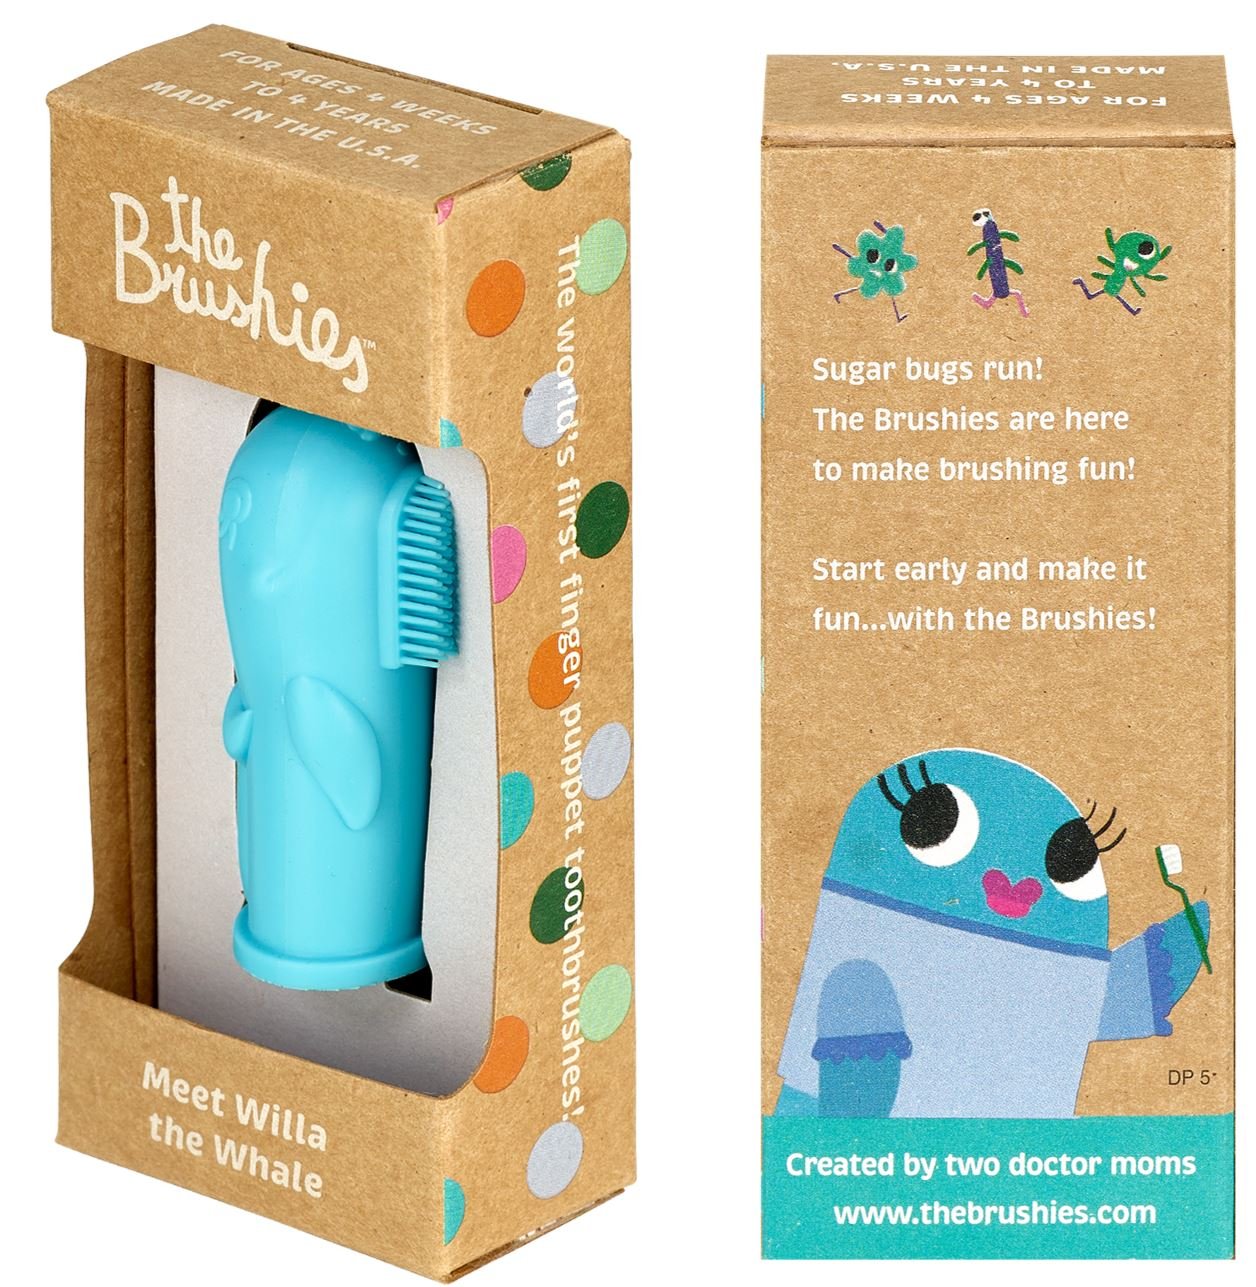 FOR AGES 4 WEEKS
TO 4 YEARS
MADE IN THE U.S.A.
the
Brushies™
The world's first finger puppet toothbrushes!
Meet Willa
the Whale
FOR AGES 4 WEEKS
TO 4 YEARS
MADE IN THE U.S.A.
Sugar bugs run!
The Brushies are here
to make brushing fun!
Start early and make it
fun...with the Brushies!
DP 5*
Created by two doctor moms
www.thebrushies.com